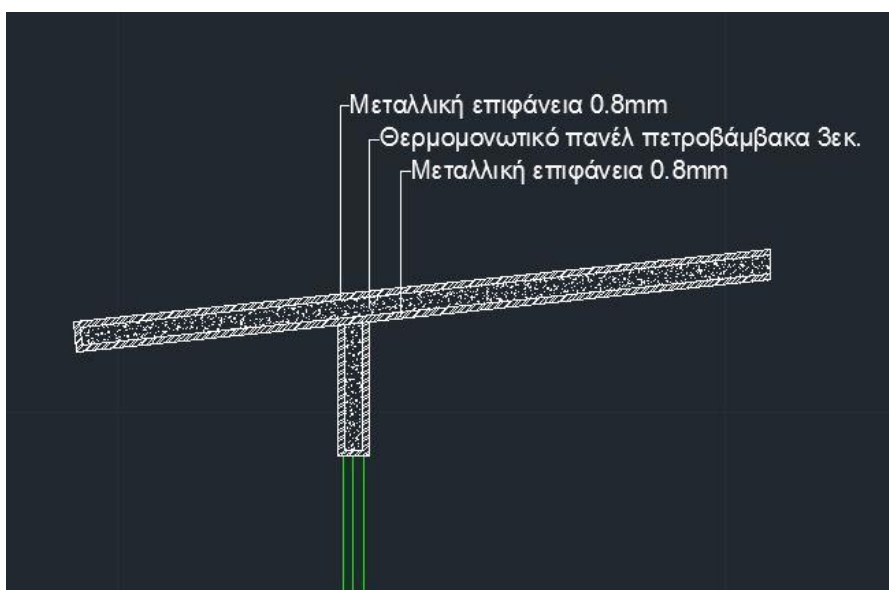 Μεταλλική επιφάνεια 0.8mm
Θερμομονωτικό πανέλ πετροβάμβακα 3εκ.
Μεταλλική επιφάνεια 0.8mm